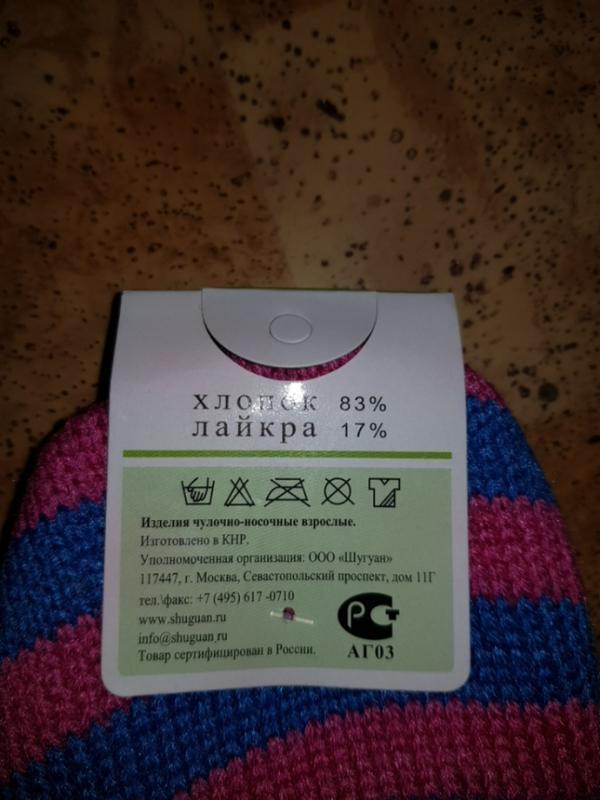 хлопок 83%
лайкра 17%
Изделия чулочно-носочные взрослые.
Изготовлено в КНР.
Уполномоченная организация: ООО «Шугуан»
117447, г. Москва, Севастопольский проспект, дом 11Г
тел.\факс: +7 (495) 617 -0710
www.shuguan.ru
info@shuguan.ru
Товар сертифицирован в России.
РСТ
АГ03